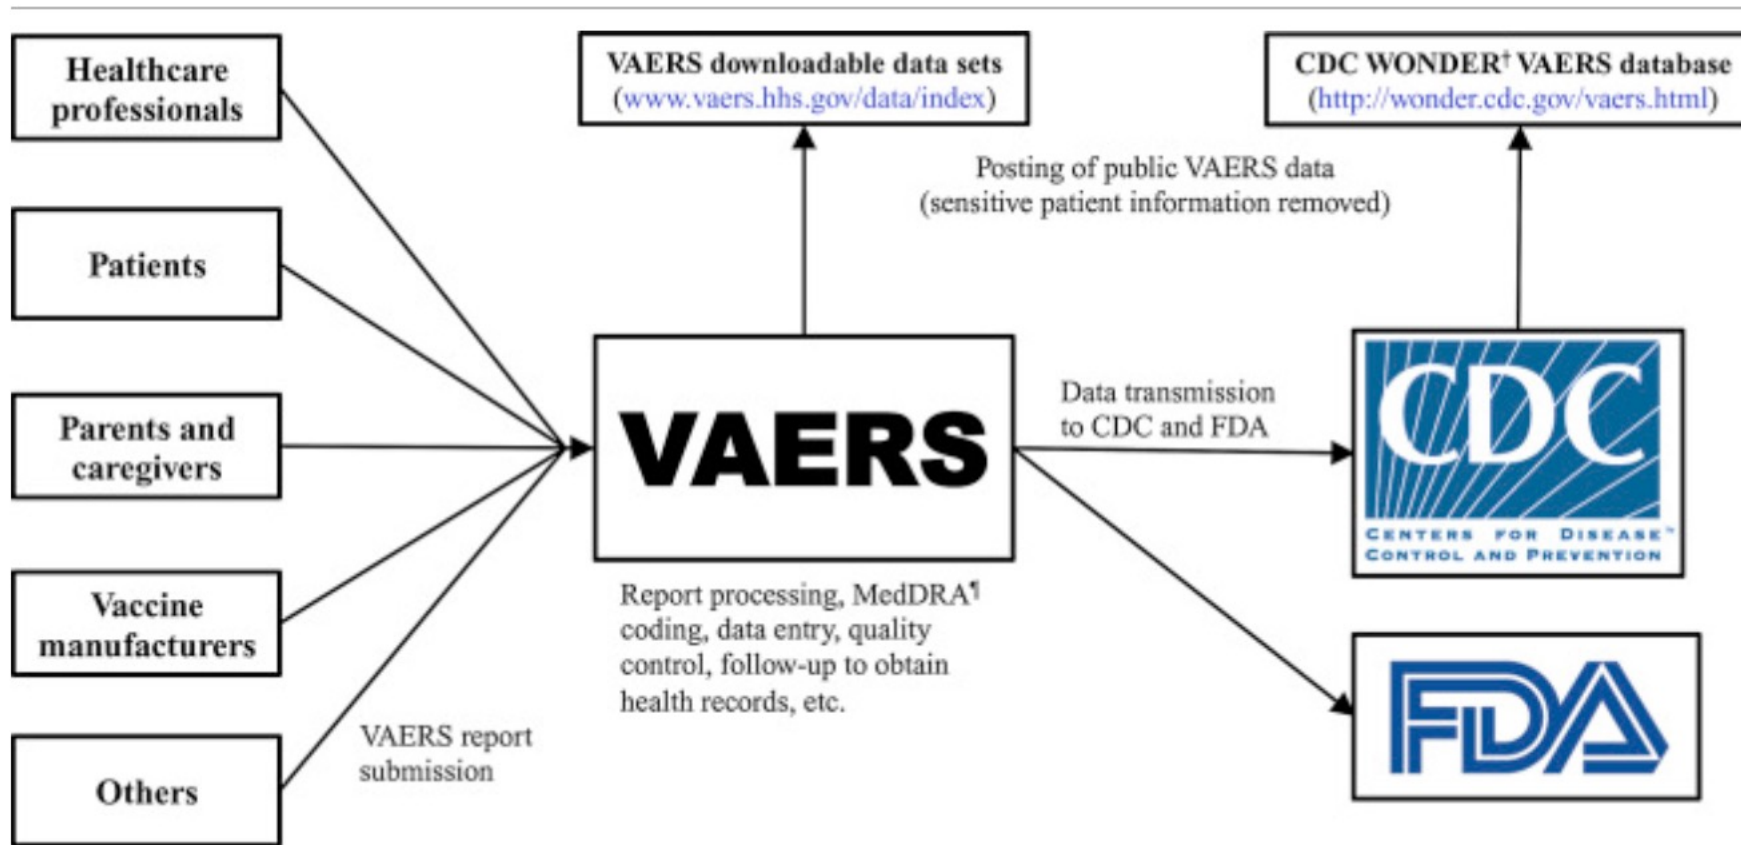 Healthcare
professionals
Patients
Parents and
caregivers
Vaccine
manufacturers
Others
VAERS report
submission
VAERS downloadable data sets
(www.vaers.hhs.gov/data/index)
CDC WONDER† VAERS database
(http://wonder.cdc.gov/vaers.html)
Posting of public VAERS data
(sensitive patient information removed)
VAERS
Report processing, MedDRA¶
coding, data entry, quality
control, follow-up to obtain
health records, etc.
Data transmission
to CDC and FDA
CDC
CENTERS FOR DISEASE™
CONTROL AND PREVENTION
FDA